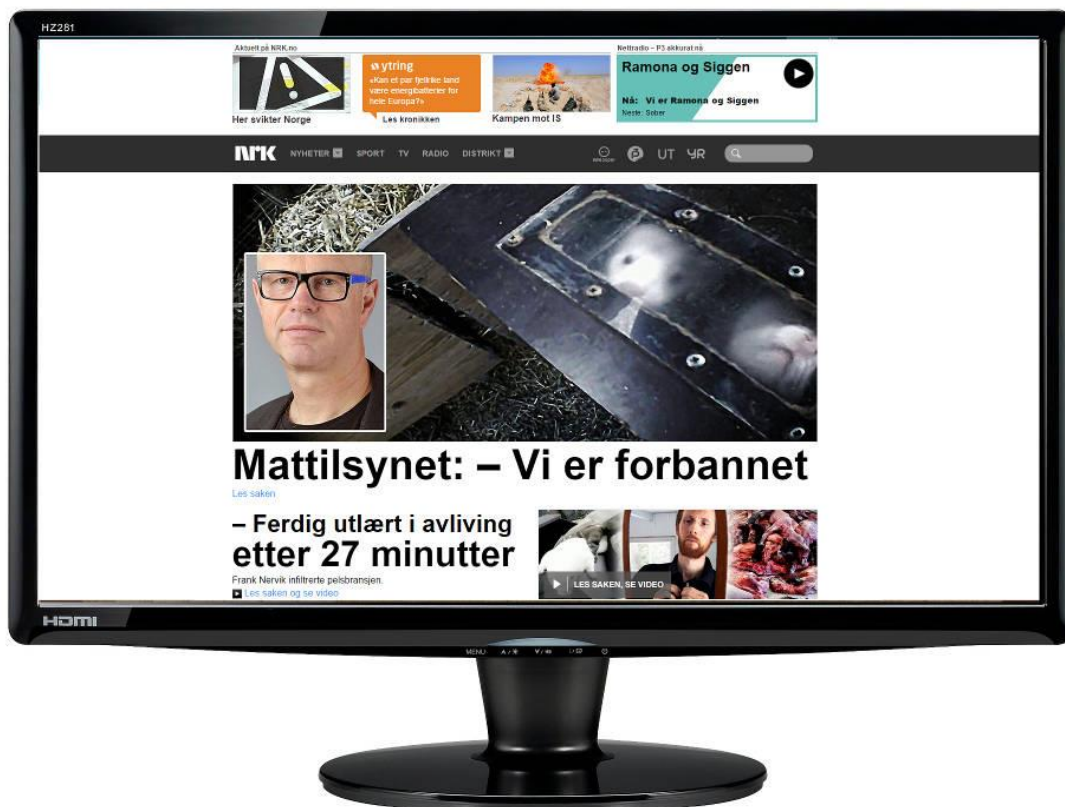 HZ281
Aktuelt på NRK.no
Nettradio – P3 akkurat nå
Her svikter Norge
ytring
«Kan et par fjellrike land
være energibatterier for
hele Europa?»
Les kronikken
Kampen mot IS
Ramona og Siggen
Nå: Vi er Ramona og Siggen
Neste: Sober
NRK NYHETER SPORT TV RADIO DISTRIKT UT YR
Mattilsynet: – Vi er forbannet
Les saken
– Ferdig utlært i avliving
etter 27 minutter
Frank Nervik infiltrerte pelsbransjen.
Les saken og se video
LES SAKEN, SE VIDEO
HDMI
MENU